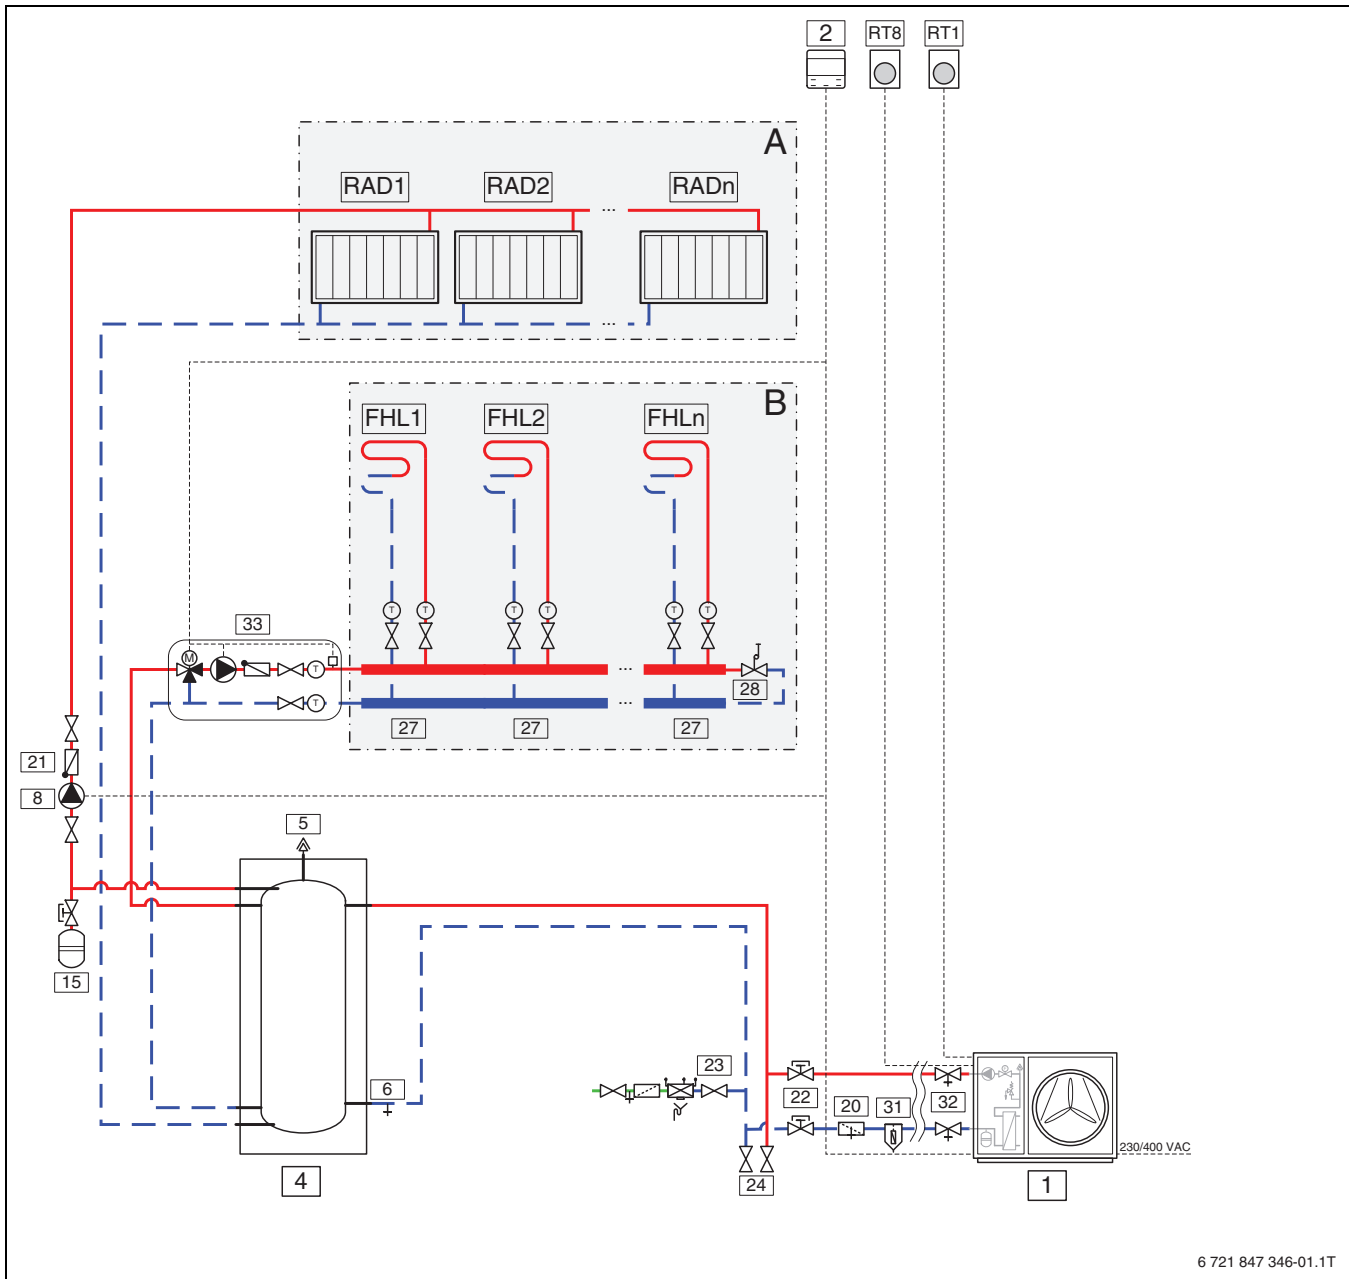 2
RT8
RT1
A
RAD1
RAD2
RADn
...
...
B
FHL1
FHL2
FHLn
T
T
T
T
T
T
33
M
T
T
...
...
28
27
27
27
21
8
5
15
6
23
22
20
31
32
24
4
230/400 VAC
1
6 721 847 346-01.1T